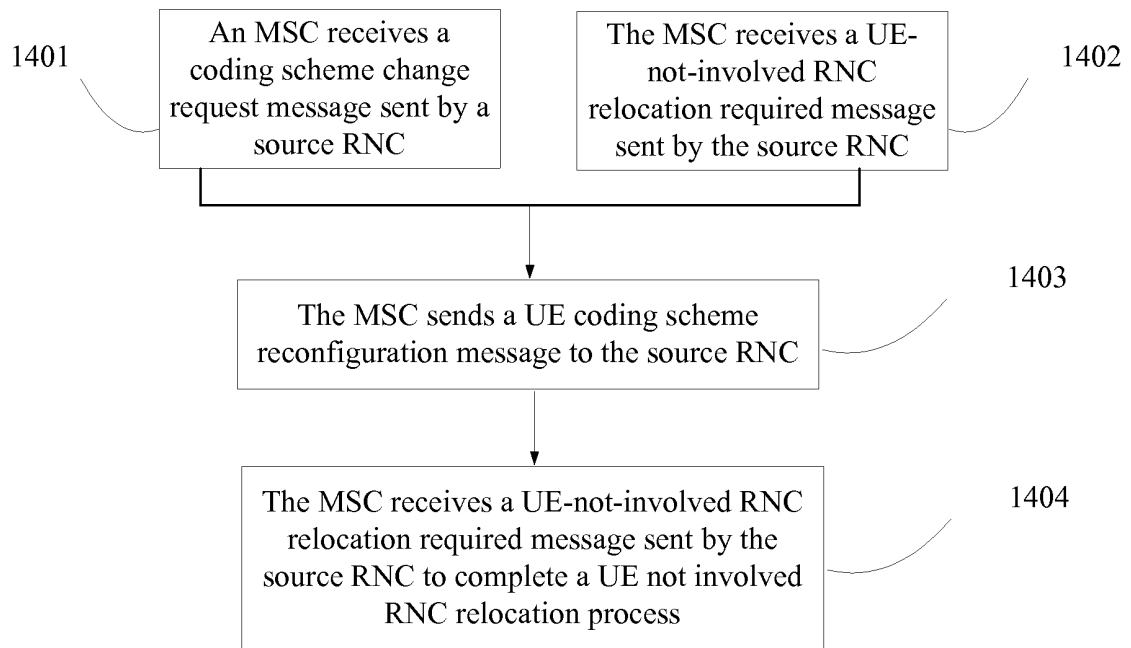 1401
An MSC receives a
coding scheme change
request message sent by a
source RNC
The MSC receives a UE-
not-involved RNC
relocation required message
sent by the source RNC
1402
The MSC sends a UE coding scheme
reconfiguration message to the source RNC
1403
The MSC receives a UE-not-involved RNC
relocation required message sent by the
source RNC to complete a UE not involved
RNC relocation process
1404